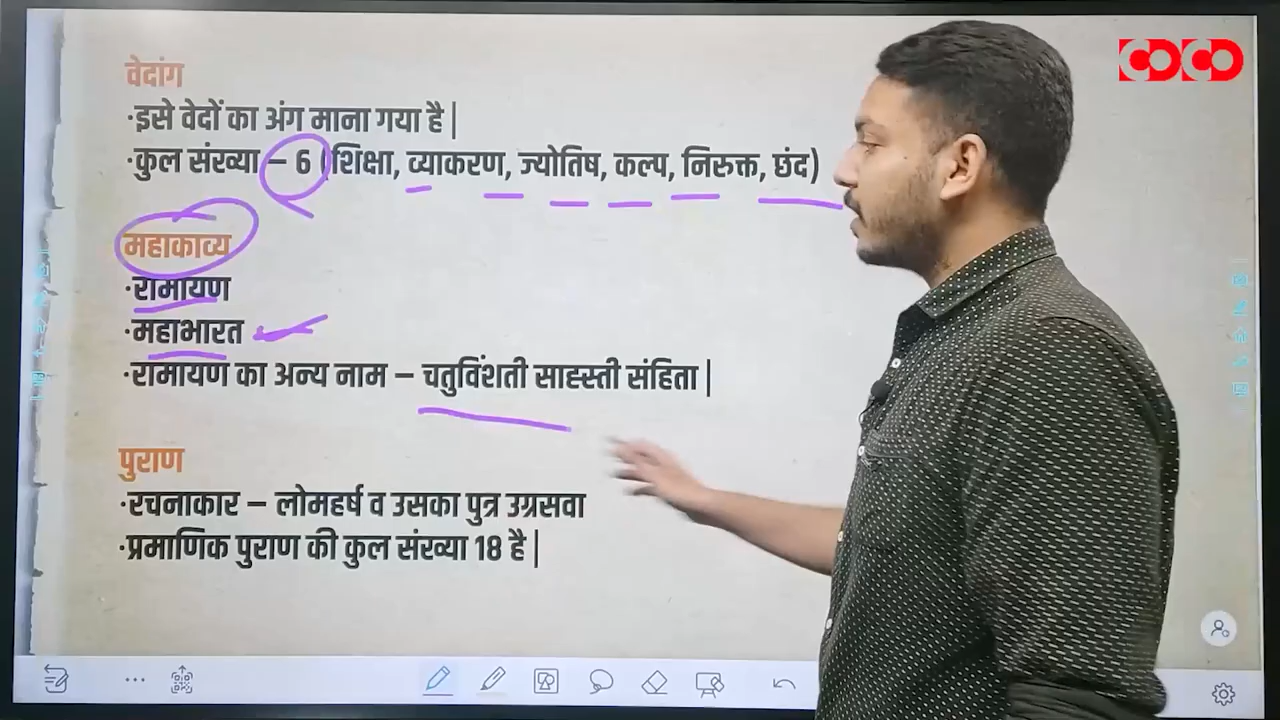 COCO
वेदांग
·इसे वेदों का अंग माना गया है|
·कुल संख्या – 6 (शिक्षा, व्याकरण, ज्योतिष, कल्प, निरुक्त, छंद)
महाकाव्य
·रामायण
·महाभारत
·रामायण का अन्य नाम – चतुविंशती साह्स्ती संहिता|
पुराण
·रचनाकार – लोमहर्ष व उसका पुत्र उग्रसवा
·प्रमाणिक पुराण की कुल संख्या 18 है|